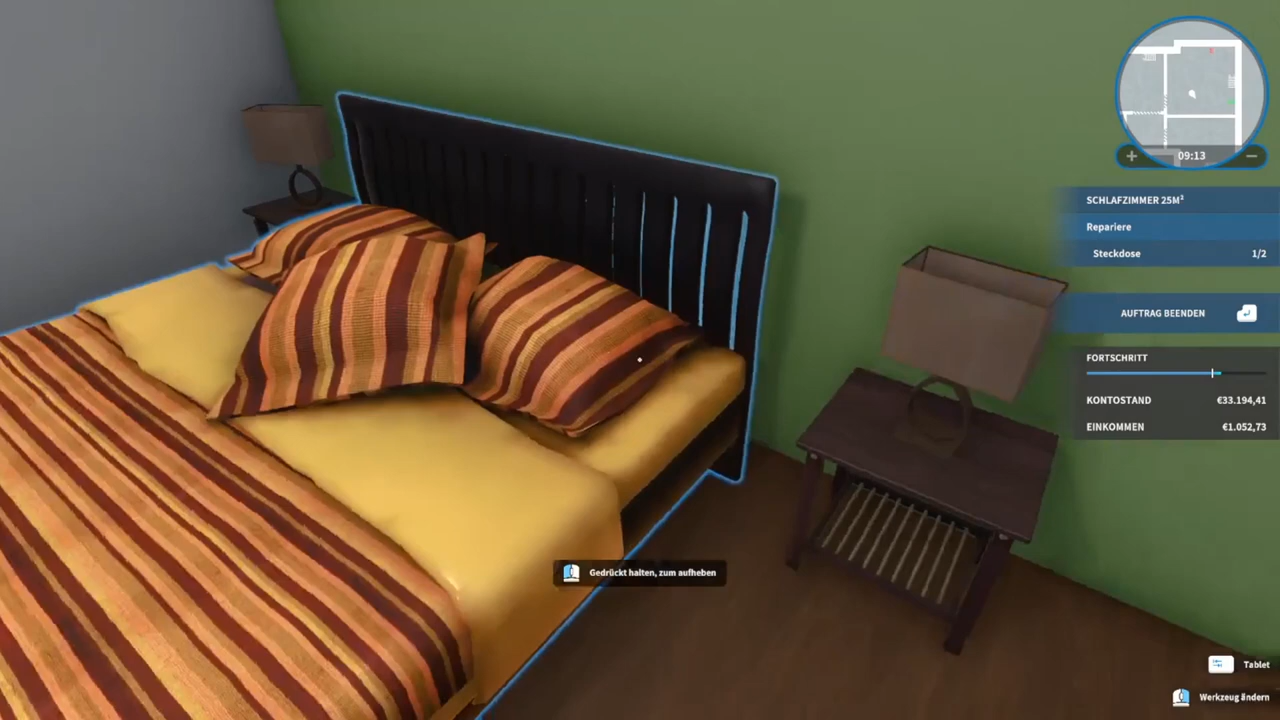 09:13
SCHLAFZIMMER 25M²
Repariere
Steckdose 1/2
AUFTRAG BEENDEN
FORTSCHRITT
KONTOSTAND €33.194,41
EINKOMMEN €1.052,73
Gedrückt halten, zum aufheben
Tablet
Werkzeug ändern